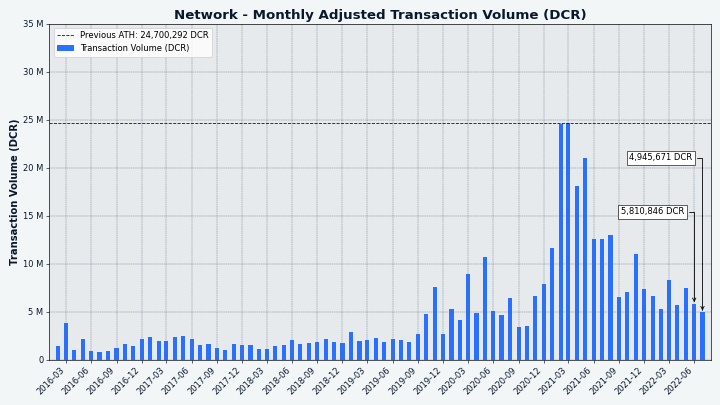 Network - Monthly Adjusted Transaction Volume (DCR)
35 M
30 M
25 M
20 M
15 M
10 M
5 M
0
Transaction Volume (DCR)
Previous ATH: 24,700,292 DCR
Transaction Volume (DCR)
4,945,671 DCR
5,810,846 DCR
2016-03
2016-06
2016-09
2016-12
2017-03
2017-06
2017-09
2017-12
2018-03
2018-06
2018-09
2018-12
2019-03
2019-06
2019-09
2019-12
2020-03
2020-06
2020-09
2020-12
2021-03
2021-06
2021-09
2021-12
2022-03
2022-06